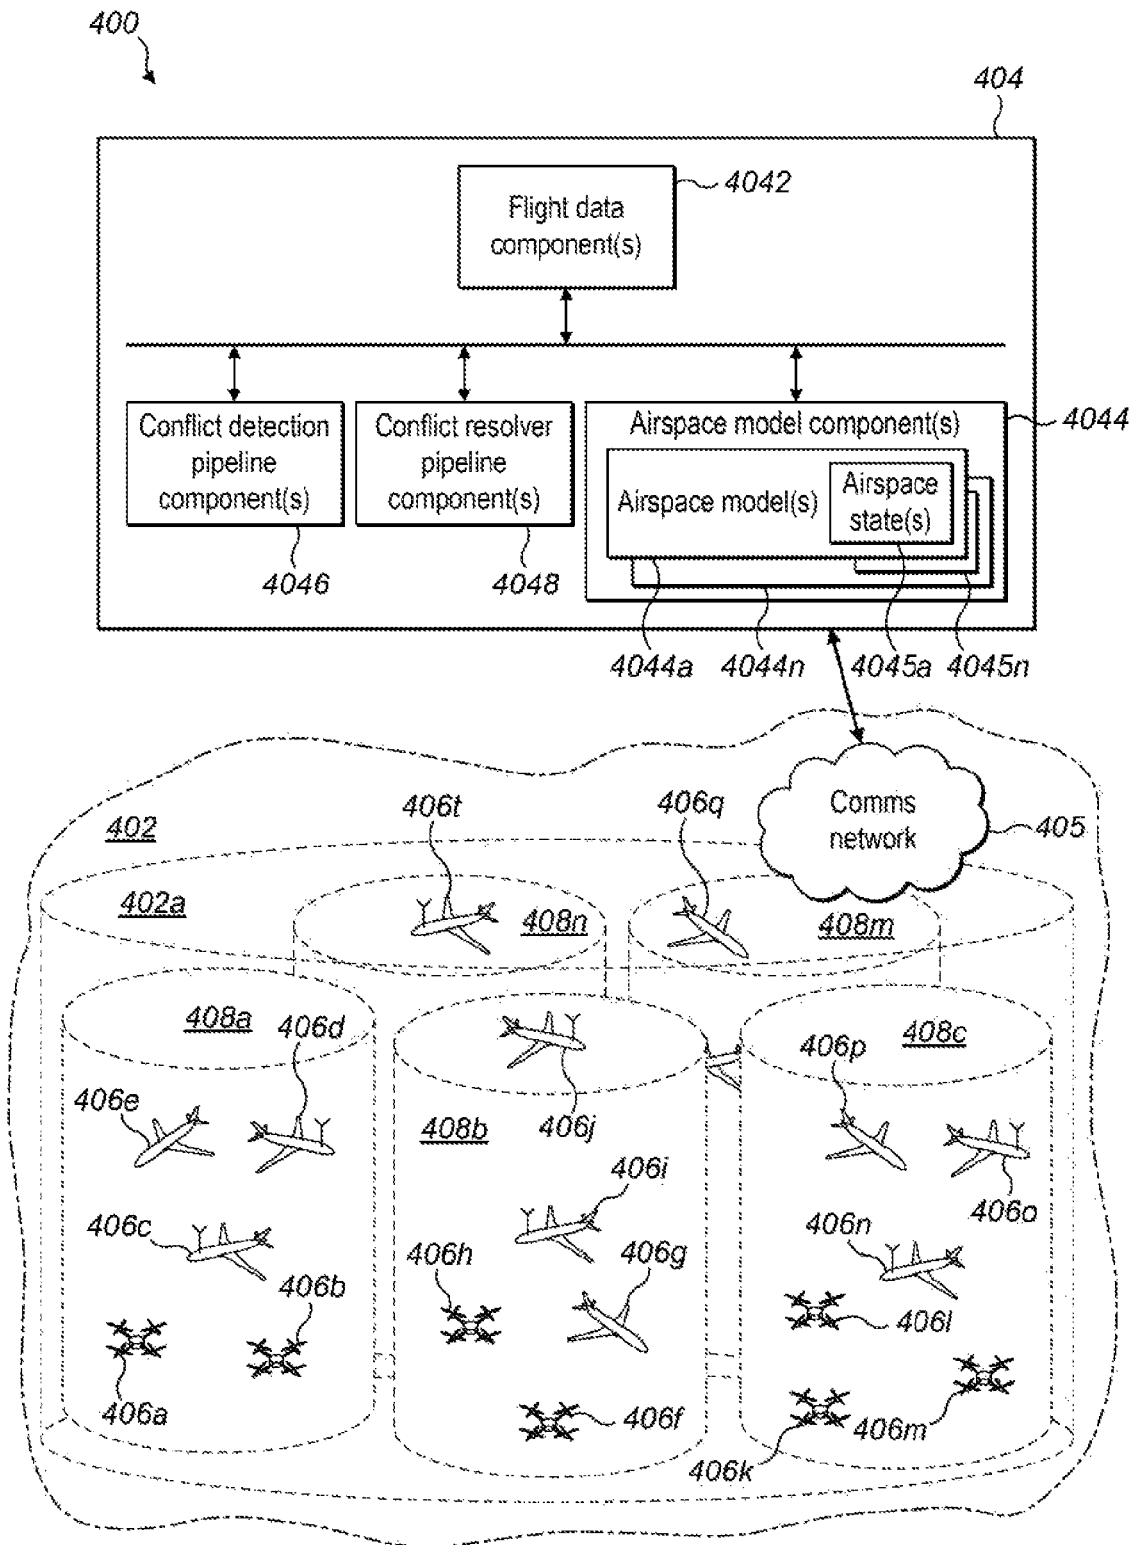 400
404
Flight data
component(s)
4042
Conflict detection
pipeline
component(s)
4046
Conflict resolver
pipeline
component(s)
4048
Airspace model component(s)
4044
Airspace model(s)
Airspace
state(s)
4044a
4044n
4045a
4045n
Comms
network
405
402
402a
406t
406q
408n
408m
408a
406d
406e
406c
406b
406a
408b
406j
406i
406h
406g
406f
408c
406p
406o
406n
406l
406m
406k